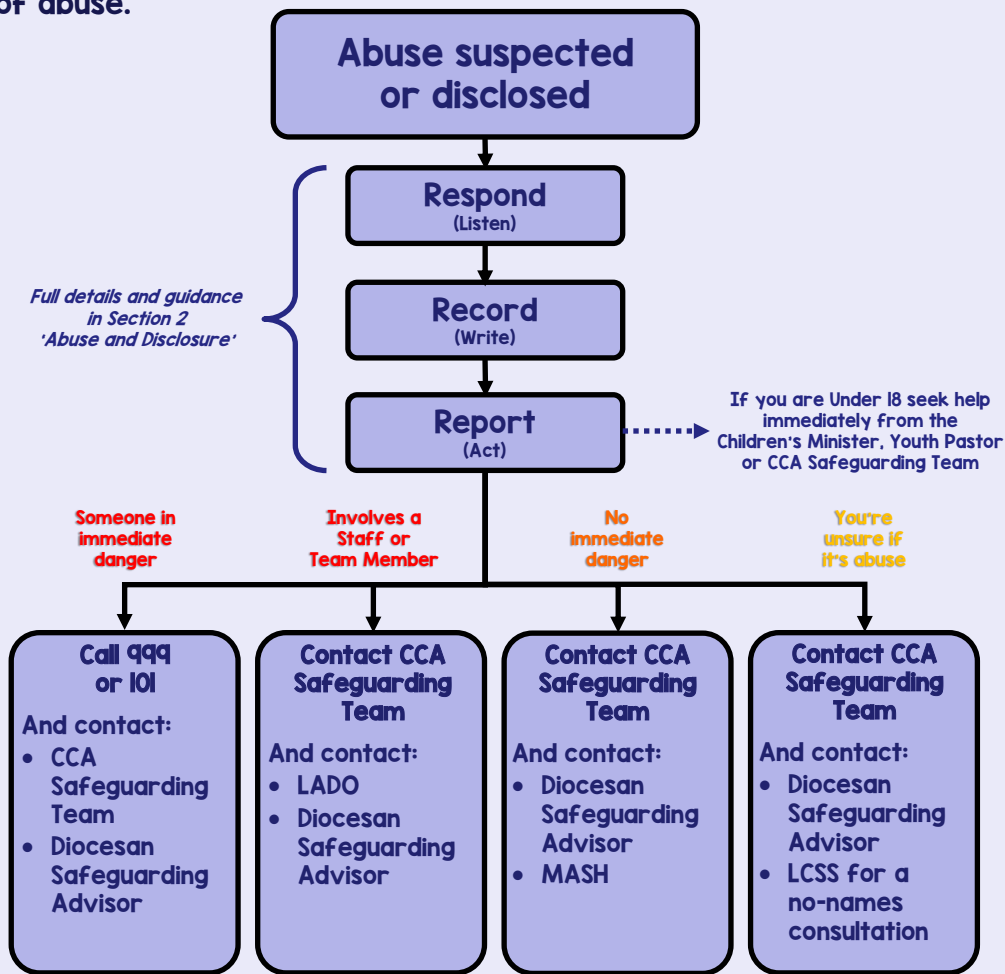 of abuse.
Abuse suspected
or disclosed
Respond
(Listen)
Full details and guidance
in Section 2
'Abuse and Disclosure'
Record
(Write)
Report
(Act)
If you are Under 18 seek help
immediately from the
Children's Minister, Youth Pastor
or CCA Safeguarding Team
Someone in
immediate
danger
Involves a
Staff or
Team Member
No
immediate
danger
You're
unsure if
it's abuse
Call 999
or 101
And contact:
• CCA
Safeguarding
Team
• Diocesan
Safeguarding
Advisor
Contact CCA
Safeguarding
Team
And contact:
• LADO
• Diocesan
Safeguarding
Advisor
Contact CCA
Safeguarding
Team
And contact:
• Diocesan
Safeguarding
Advisor
• MASH
Contact CCA
Safeguarding
Team
And contact:
• Diocesan
Safeguarding
Advisor
• LCSS for a
no-names
consultation